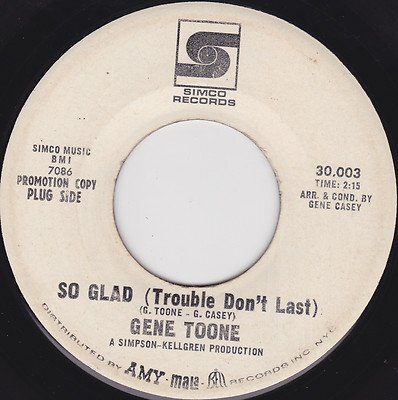 SIMCO
RECORDS
SIMCO MUSIC
BMI
7086
PROMOTION COPY
PLUG SIDE
30,003
TIME: 2:15
ARR. & COND. BY
GENE CASEY
SO GLAD (Trouble Don't Last)
(G. TOONE - G. CASEY)
GENE TOONE
A SIMPSON-KELLGREN PRODUCTION
DISTRIBUTED BY AMY-mala-BELL RECORDS INC. NYC